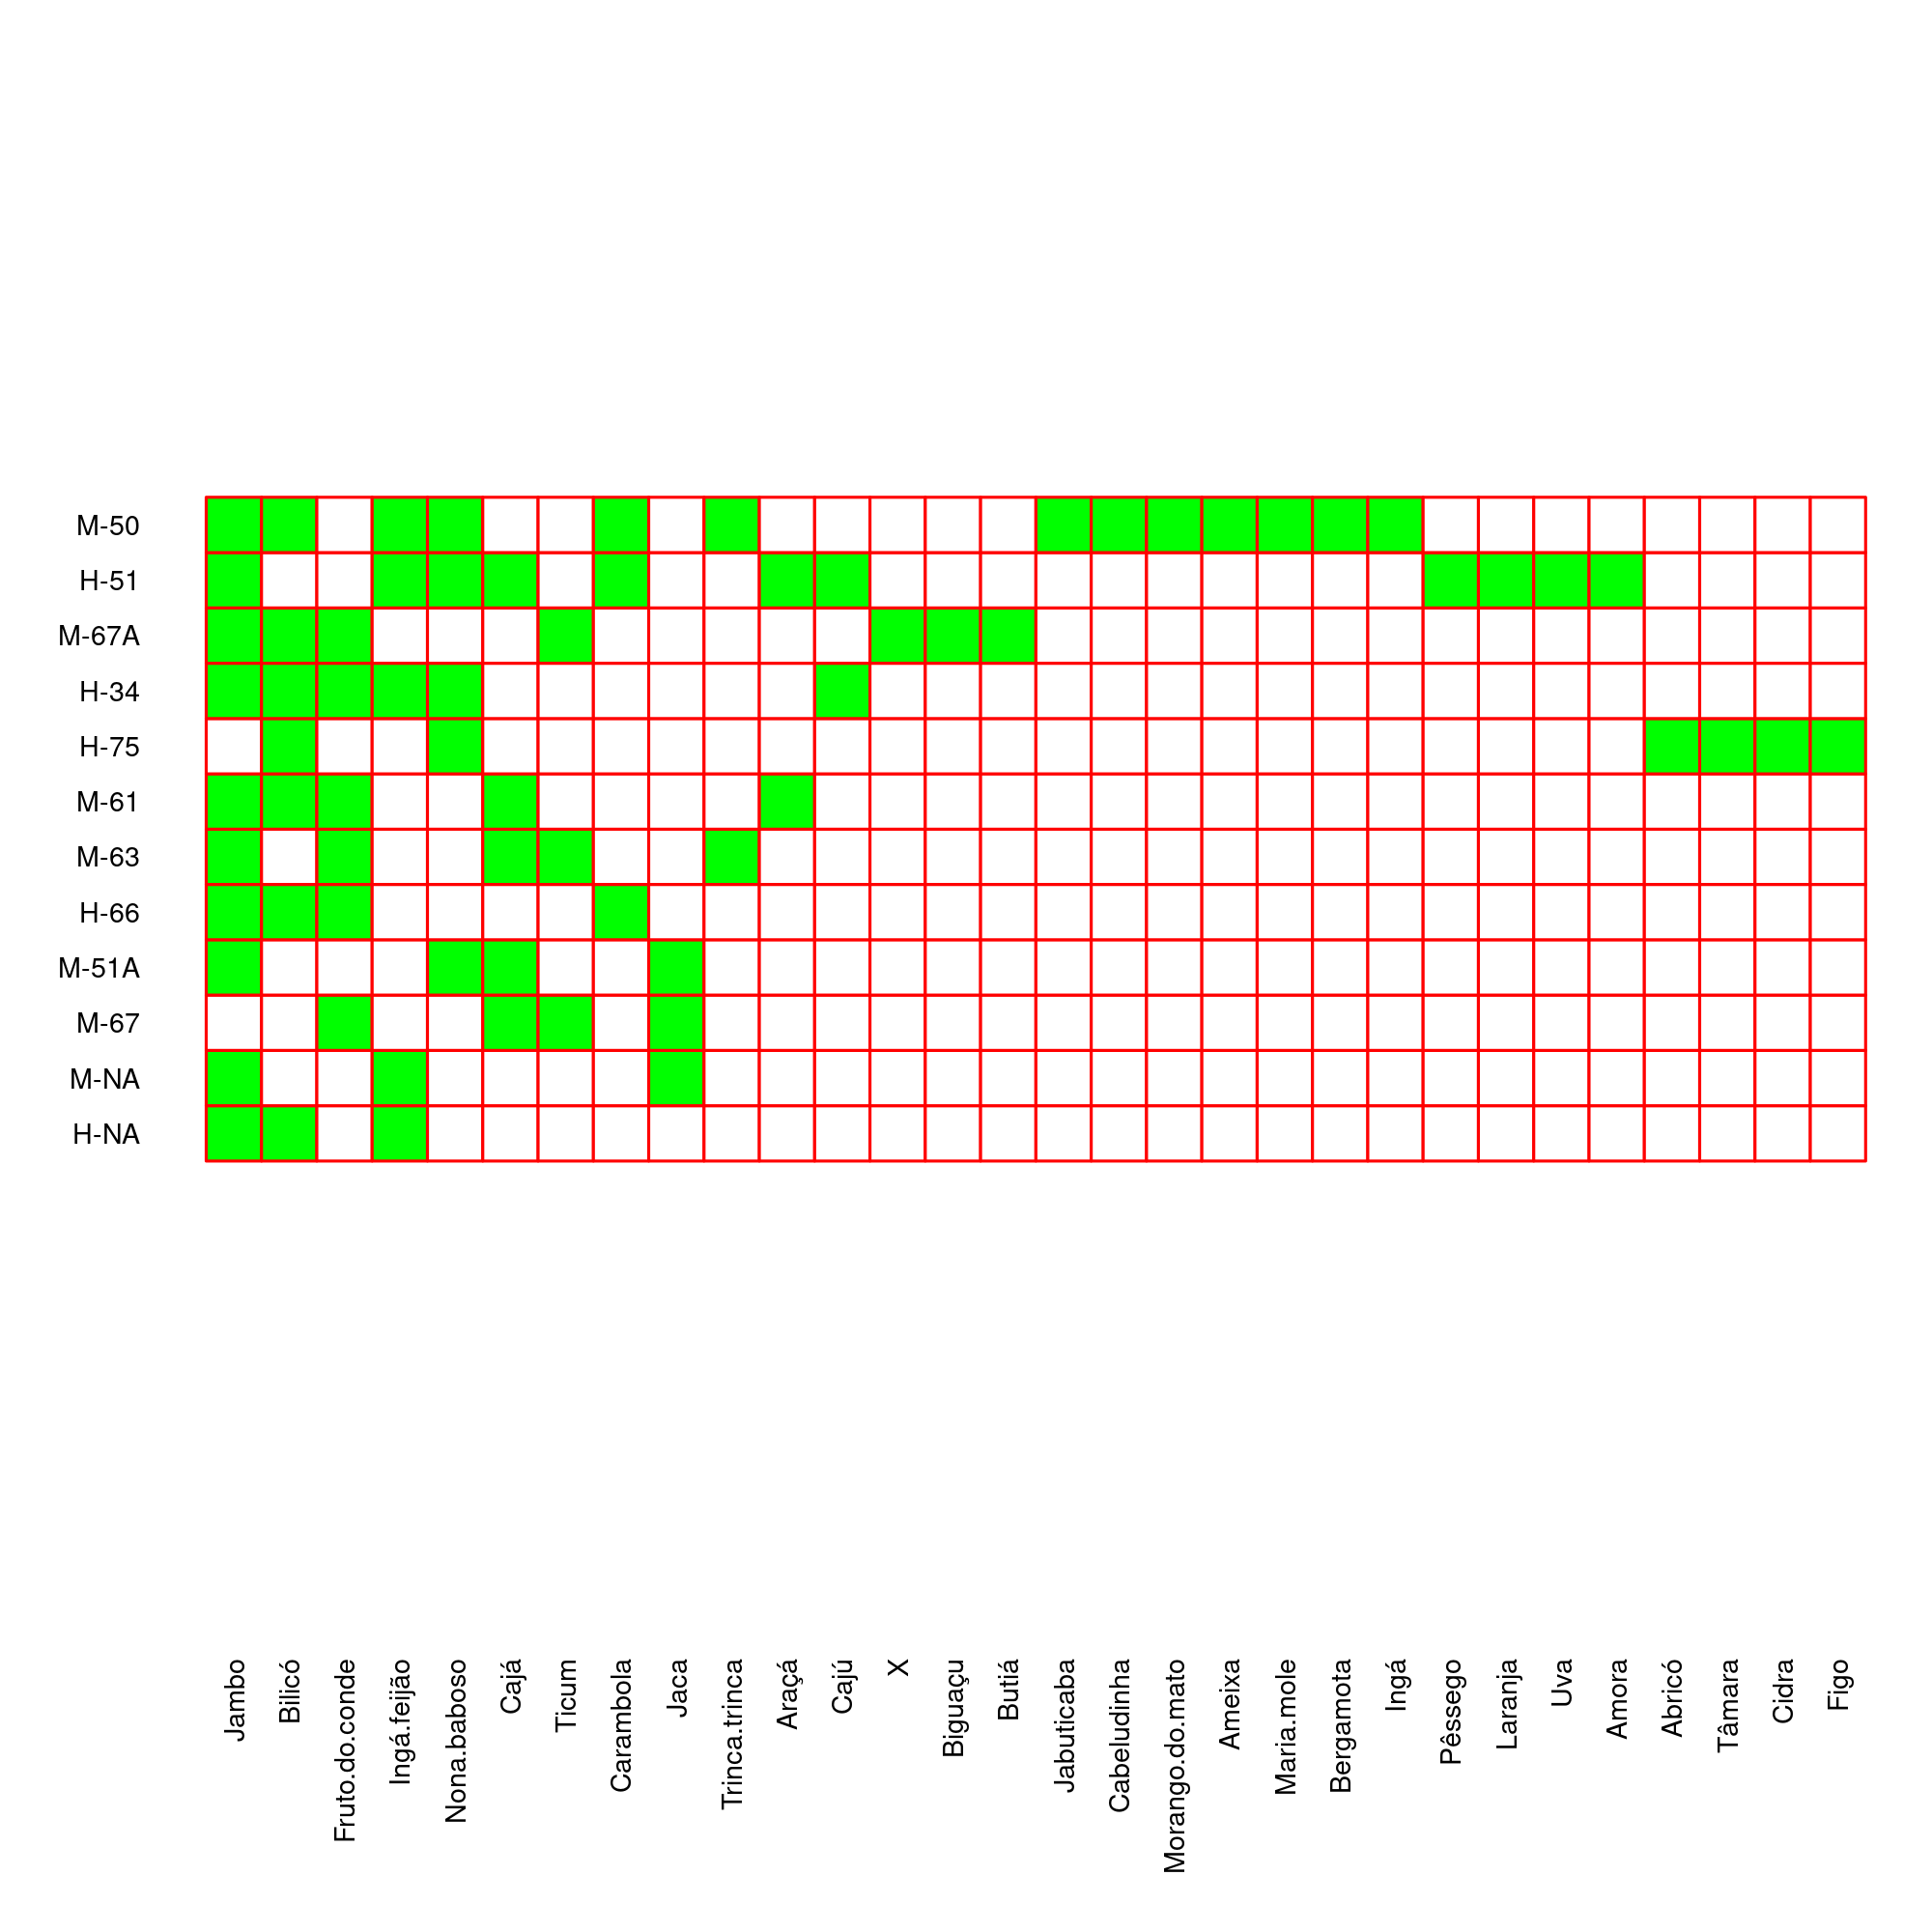 M-50
H-51
M-67A
H-34
H-75
M-61
M-63
H-66
M-51A
M-67
M-NA
H-NA
Jambo
Bilicó
Fruto.do.conde
Ingá.feijão
Nona.baboso
Cajá
Ticum
Carambola
Jaca
Trinca.trinca
Araçá
Cajú
X
Biguaçu
Butiá
Jabuticaba
Cabeludinha
Morango.do.mato
Ameixa
Maria.mole
Bergamota
Ingá
Pêssego
Laranja
Uva
Amora
Abricó
Tâmara
Cidra
Figo